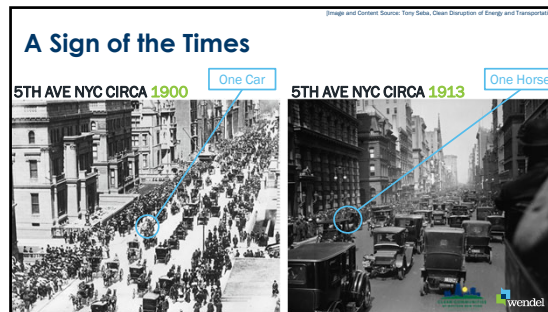 [Image and Content Source: Tony Seba, Clean Disruption of Energy and Transportati
A Sign of the Times
One Car
One Horse
5TH AVE NYC CIRCA 1900
5TH AVE NYC CIRCA 1913
wendel